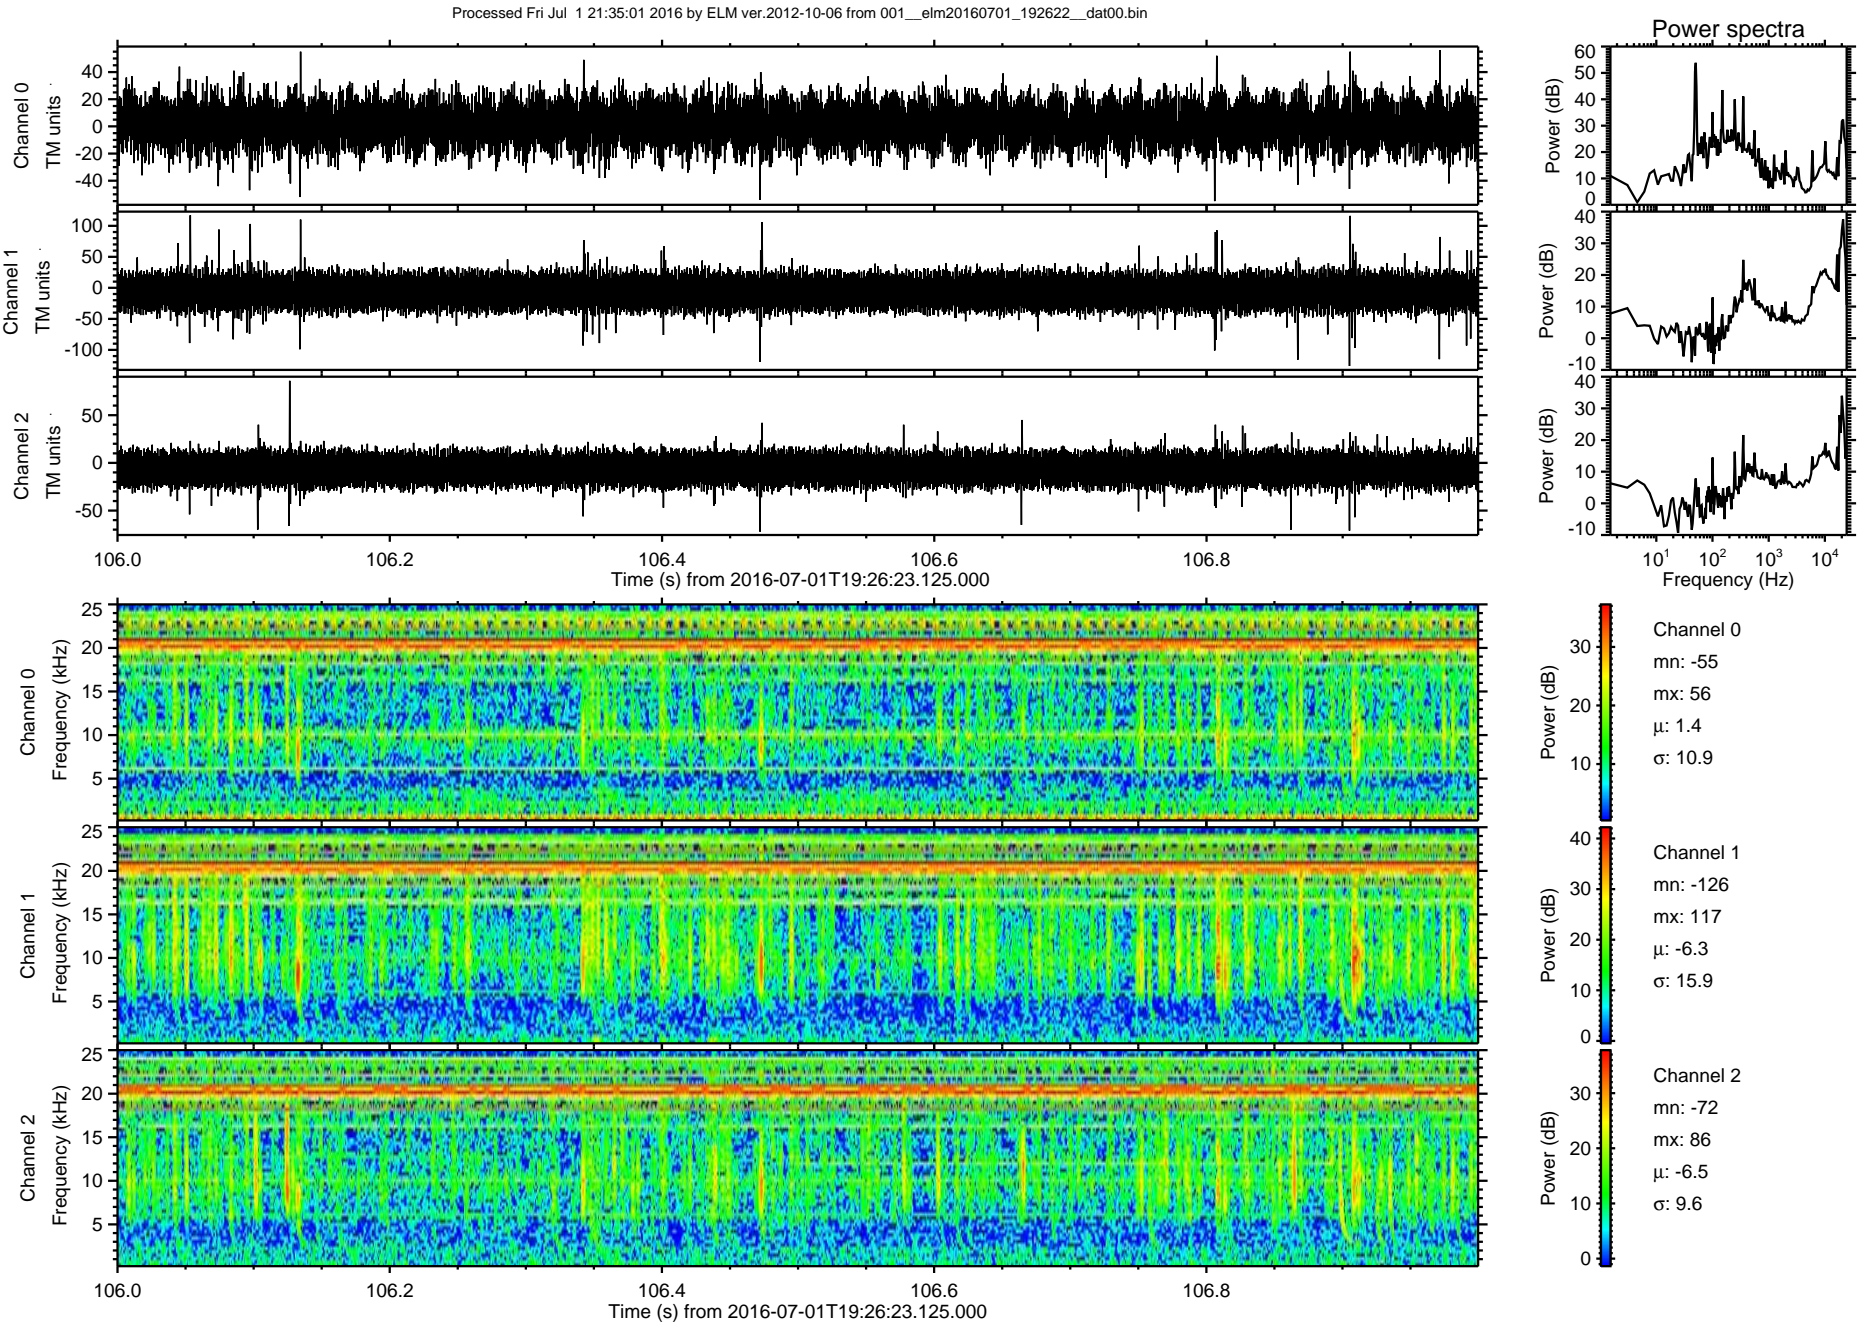 Processed Fri Jul 1 21:35:01 2016 by ELM ver.2012-10-06 from 001__elm20160701_192622__dat00.bin
Power spectra
Channel 0
TM units
40
20
0
-20
-40
Power (dB)
60
50
40
30
20
10
0
Channel 1
TM units
100
50
0
-50
-100
Power (dB)
40
30
20
10
0
-10
Channel 2
TM units
50
0
-50
Power (dB)
40
30
20
10
0
-10
106.0 106.2 106.4 106.6 106.8
Time (s) from 2016-07-01T19:26:23.125.000
10¹ 10² 10³ 10⁴
Frequency (Hz)
Channel 0
Frequency (kHz)
25
20
15
10
5
Power (dB)
30
20
10
Channel 0
mn: -55
mx: 56
μ: 1.4
σ: 10.9
Channel 1
Frequency (kHz)
25
20
15
10
5
Power (dB)
40
30
20
10
0
Channel 1
mn: -126
mx: 117
μ: -6.3
σ: 15.9
Channel 2
Frequency (kHz)
25
20
15
10
5
Power (dB)
30
20
10
0
Channel 2
mn: -72
mx: 86
μ: -6.5
σ: 9.6
106.0 106.2 106.4 106.6 106.8
Time (s) from 2016-07-01T19:26:23.125.000